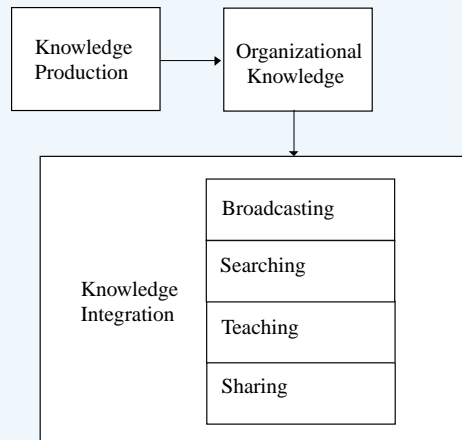 Knowledge
Production
Organizational
Knowledge
Knowledge
Integration
Broadcasting
Searching
Teaching
Sharing